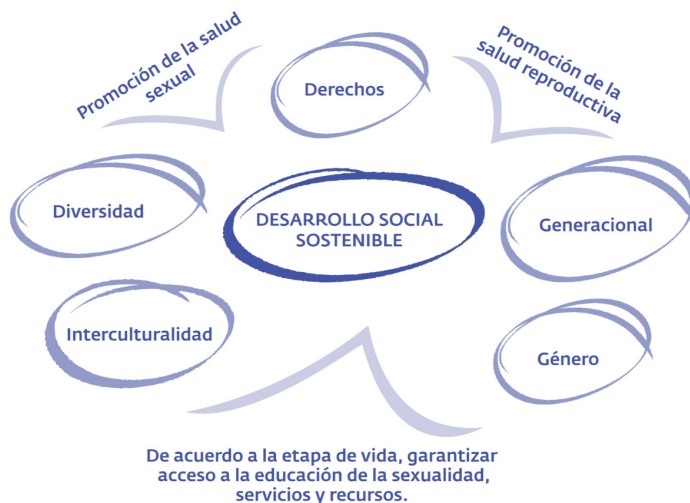 Promoción de la salud
sexual
Promoción de la
salud reproductiva
Derechos
Diversidad
DESARROLLO SOCIAL
SOSTENIBLE
Generacional
Interculturalidad
Género
De acuerdo a la etapa de vida, garantizar
acceso a la educación de la sexualidad,
servicios y recursos.